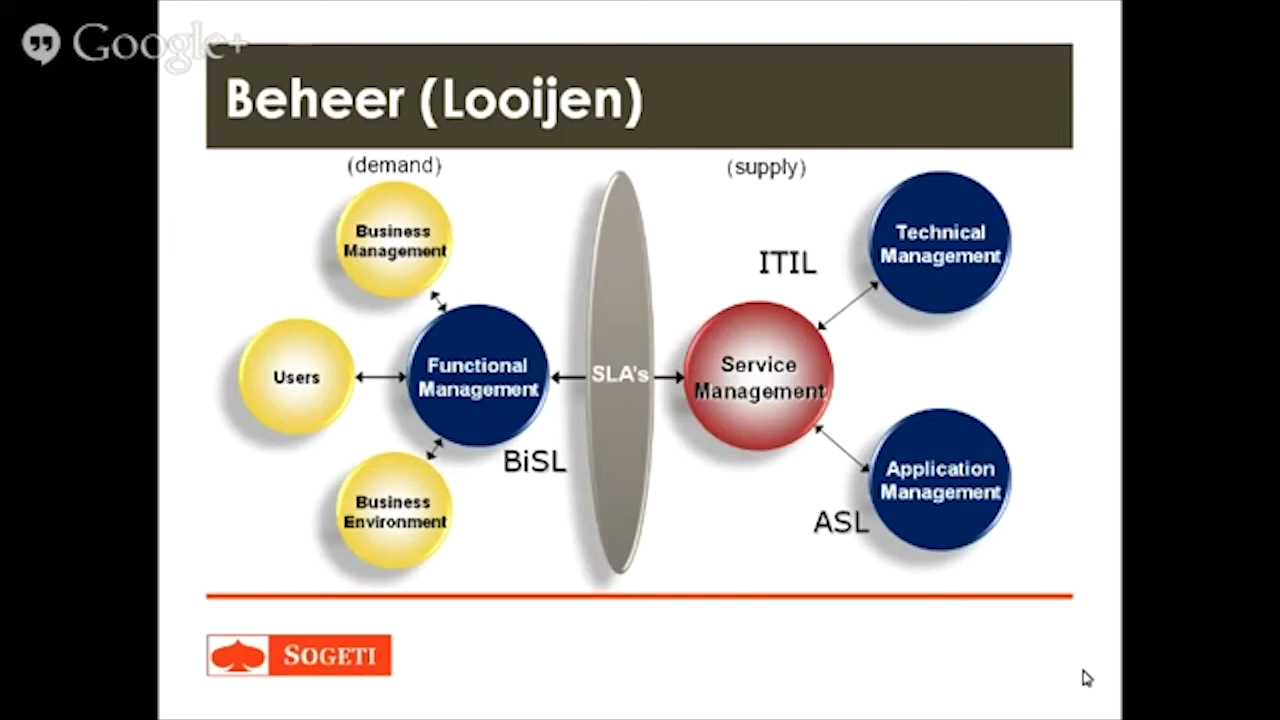 Google+
Beheer (Looijen)
(demand)
(supply)
Business
Management
Technical
Management
ITIL
Users
Functional
Management
SLA's
Service
Management
BiSL
Business
Environment
Application
Management
ASL
SOGETI